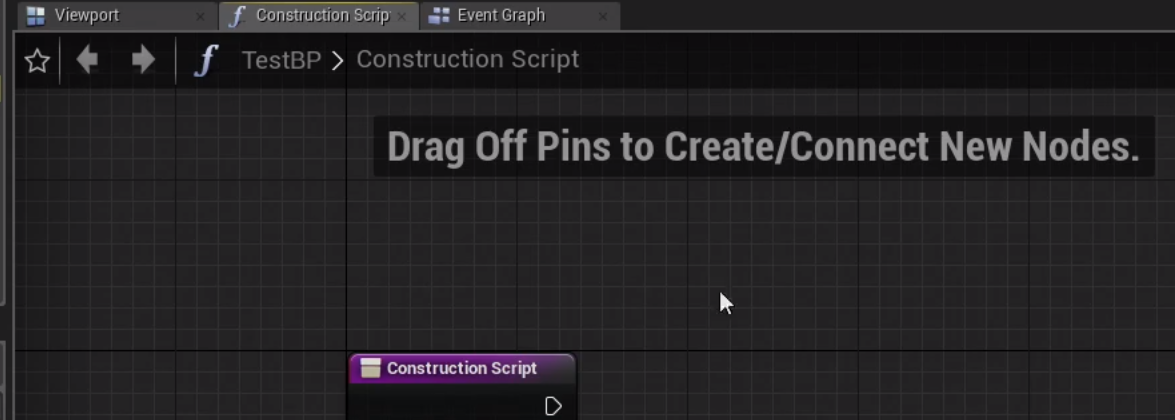 Viewport
Construction Scrip
Event Graph
TestBP > Construction Script
Drag Off Pins to Create/Connect New Nodes.
Construction Script